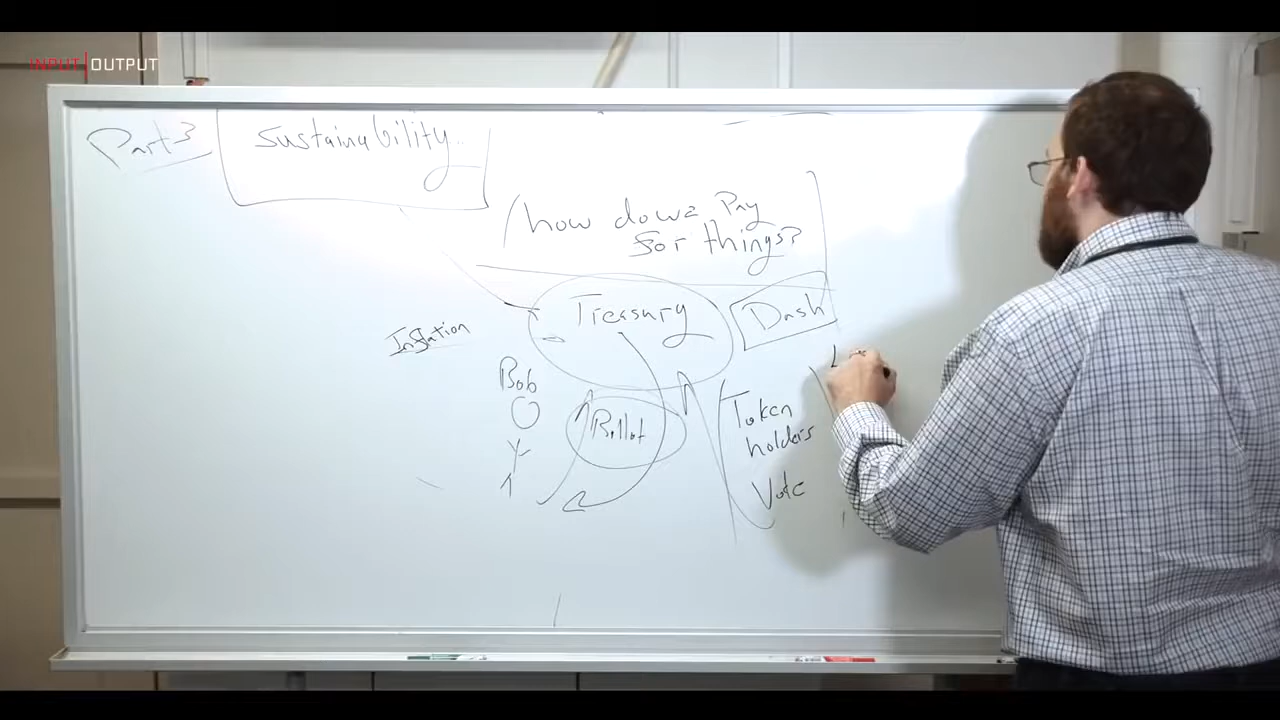 INPUT|OUTPUT
Part 3
sustainability
how do we Pay
for things?
Treasury
Dash
Inflation
Bob
Ballot
Token
holders
Vote